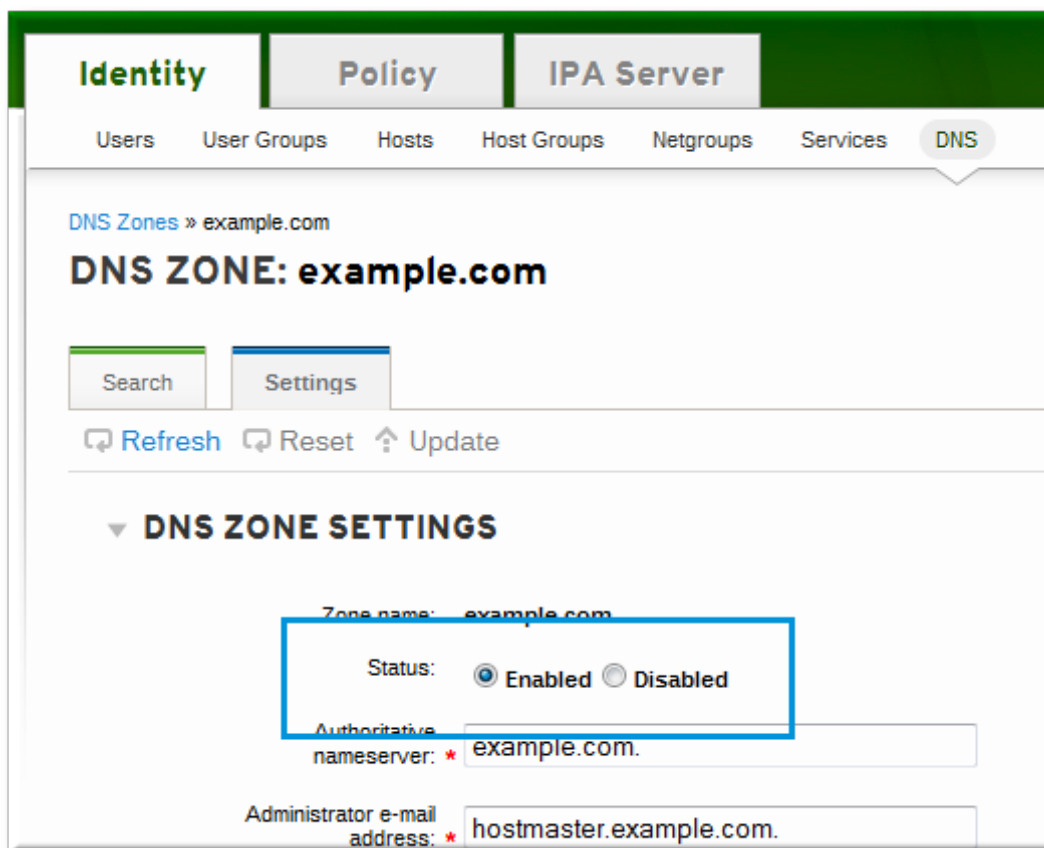 Identity Policy IPA Server
Users User Groups Hosts Host Groups Netgroups Services DNS
DNS Zones » example.com
DNS ZONE: example.com
Search Settings
Refresh Reset Update
DNS ZONE SETTINGS
Zone name: example.com
Status: Enabled Disabled
Authoritative
nameserver: * example.com.
Administrator e-mail
address: * hostmaster.example.com.